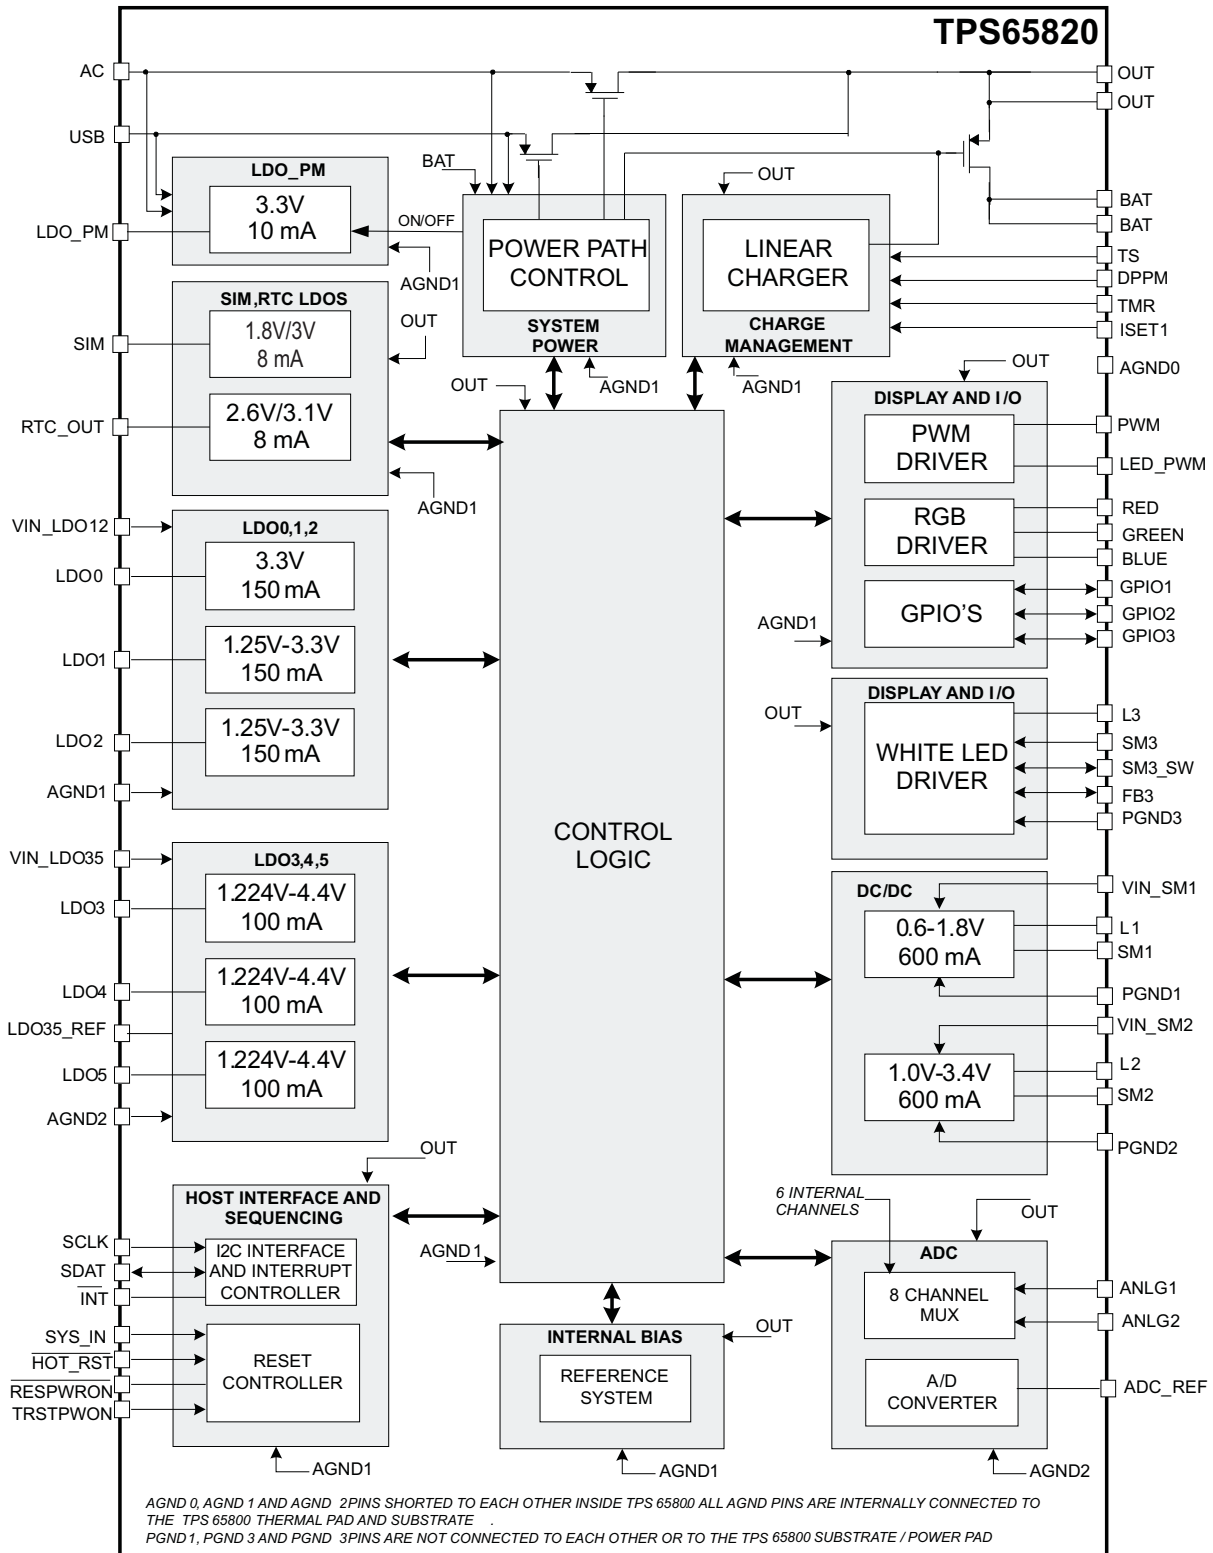 TPS65820
AC
USB
LDO_PM
SIM
RTC_OUT
VIN_LDO12
LDO0
LDO1
LDO2
AGND1
VIN_LDO35
LDO3
LDO4
LDO35_REF
LDO5
AGND2
SCLK
SDAT
INT
SYS_IN
HOT_RST
RESPWRON
TRSTPWON
LDO_PM
3.3V
10 mA
ON/OFF
AGND1
SIM,RTC LDOS
1.8V/3V
8 mA
2.6V/3.1V
8 mA
OUT
AGND1
LDO0,1,2
3.3V
150 mA
1.25V-3.3V
150 mA
1.25V-3.3V
150 mA
LDO3,4,5
1.224V-4.4V
100 mA
1.224V-4.4V
100 mA
1.224V-4.4V
100 mA
OUT
HOST INTERFACE AND
SEQUENCING
I2C INTERFACE
AND INTERRUPT
CONTROLLER
RESET
CONTROLLER
AGND1
BAT
POWER PATH
CONTROL
SYSTEM
POWER
AGND1
OUT
LINEAR
CHARGER
CHARGE
MANAGEMENT
AGND1
OUT
CONTROL
LOGIC
AGND1
INTERNAL BIAS
REFERENCE
SYSTEM
OUT
AGND1
OUT
DISPLAY AND I/O
PWM
DRIVER
RGB
DRIVER
GPIO'S
AGND1
DISPLAY AND I/O
OUT
WHITE LED
DRIVER
DC/DC
0.6-1.8V
600 mA
1.0V-3.4V
600 mA
6 INTERNAL
CHANNELS
OUT
ADC
8 CHANNEL
MUX
A/D
CONVERTER
AGND2
OUT
OUT
BAT
BAT
TS
DPPM
TMR
ISET1
AGND0
PWM
LED_PWM
RED
GREEN
BLUE
GPIO1
GPIO2
GPIO3
L3
SM3
SM3_SW
FB3
PGND3
VIN_SM1
L1
SM1
PGND1
VIN_SM2
L2
SM2
PGND2
ANLG1
ANLG2
ADC_REF
AGND 0, AGND 1 AND AGND 2PINS SHORTED TO EACH OTHER INSIDE TPS 65800 ALL AGND PINS ARE INTERNALLY CONNECTED TO
THE TPS 65800 THERMAL PAD AND SUBSTRATE .
PGND1, PGND 3 AND PGND 3PINS ARE NOT CONNECTED TO EACH OTHER OR TO THE TPS 65800 SUBSTRATE / POWER PAD